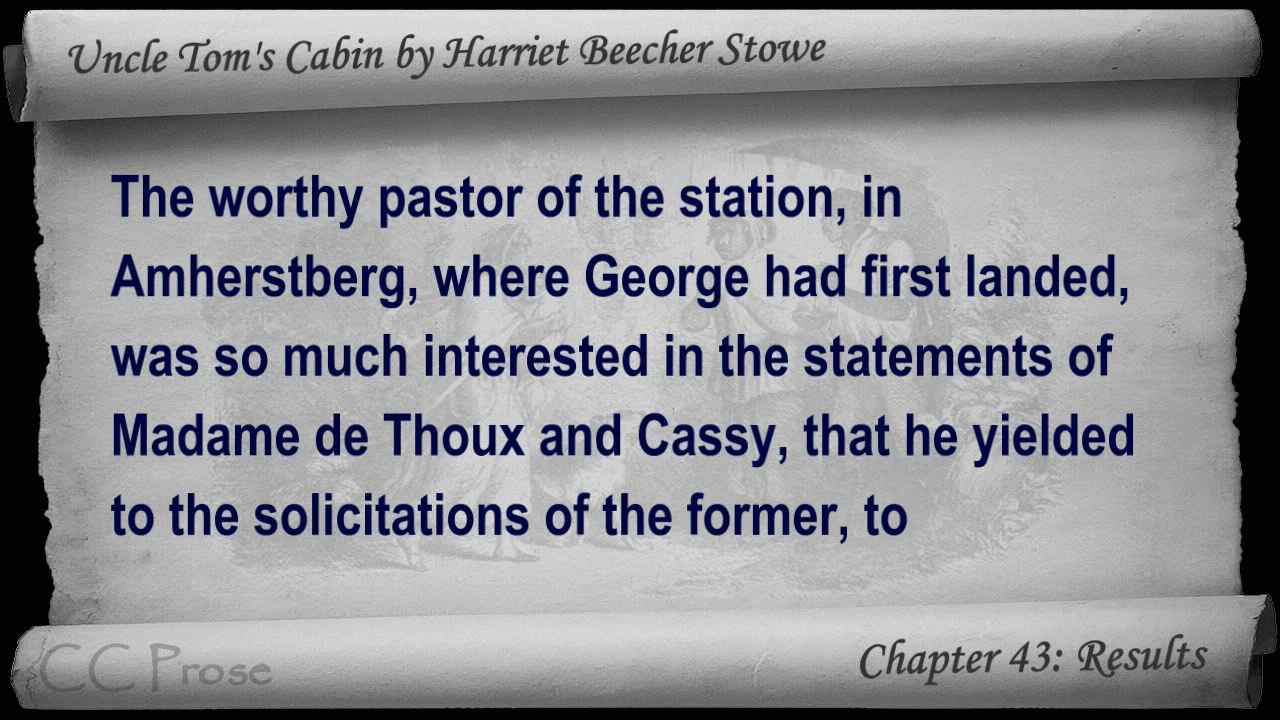 Uncle Tom's Cabin by Harriet Beecher Stowe
The worthy pastor of the station, in
Amherstberg, where George had first landed,
was so much interested in the statements of
Madame de Thoux and Cassy, that he yielded
to the solicitations of the former, to
CC Prose
Chapter 43: Results